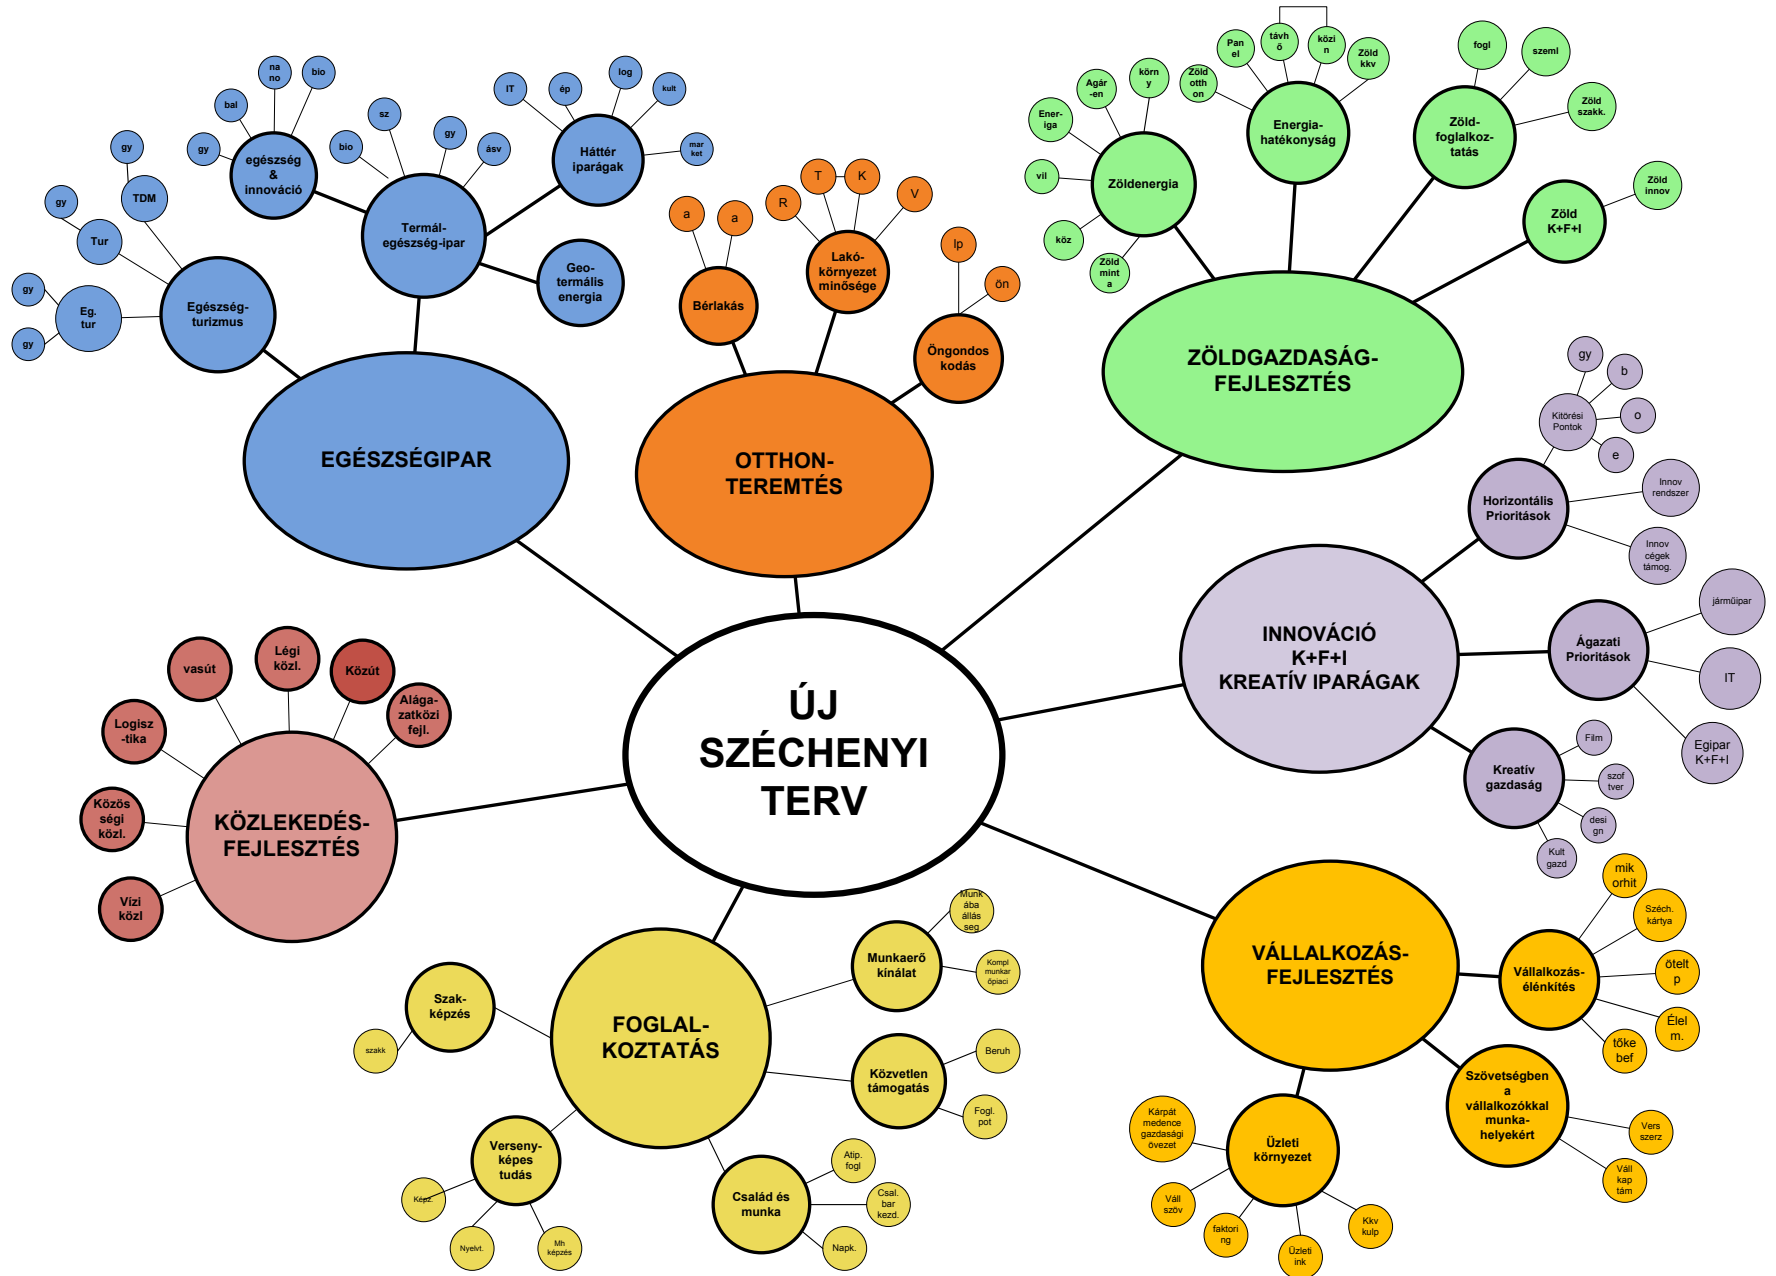 ÚJ
SZÉCHENYI
TERV
EGÉSZSÉGIPAR
Egészség-
turizmus
Eg.
tur
gy
gy
Tur
gy
TDM
gy
Termál-
egészség-ipar
egészség
&
innováció
gy
bal
na
no
bio
bio
sz
gy
ásv
Háttér
iparágak
IT
ép
log
kult
mar
ket
Geo-
termális
energia
OTTHON-
TEREMTÉS
Bérlakás
a
a
Lakó-
környezet
minősége
R
T
K
V
Öngondos
kodás
lp
ön
ZÖLDGAZDASÁG-
FEJLESZTÉS
Zöldenergia
Zöld
mint
a
köz
vil
Ener-
iga
Agár
-en
körn
y
Energia-
hatékonyság
Zöld
otth
on
Pan
el
távh
ő
közi
n
Zöld
kkv
Zöld-
foglalkoz-
tatás
fogl
szeml
Zöld
szakk.
Zöld
K+F+I
Zöld
innov
INNOVÁCIÓ
K+F+I
KREATÍV IPARÁGAK
Horizontális
Prioritások
Kitörési
Pontok
gy
b
o
e
Innov
rendszer
Innov
cégek
támog.
Ágazati
Prioritások
járműipar
IT
Egipar
K+F+I
Kreatív
gazdaság
Film
szof
tver
desi
gn
Kult
gazd
VÁLLALKOZÁS-
FEJLESZTÉS
Vállalkozás-
élénkítés
mik
orhit
Széch.
kártya
ötelt
p
Élel
m.
tőke
bef
Szövetségben
a
vállalkozókkal
munka-
helyekért
Vers
szerz
Váll
kap
tám
Üzleti
környezet
Kárpát
medence
gazdasági
övezet
Váll
szöv
faktori
ng
Üzleti
ink
Kkv
kulp
FOGLAL-
KOZTATÁS
Munkaerő
kínálat
Munk
ába
állás
seg
Kompl
munkar
őpiaci
Közvetlen
támogatás
Beruh
Fogl.
pot
Család és
munka
Atip.
fogl
Csal.
bar
kezd.
Napk.
Verseny-
képes
tudás
Képz.
Nyelvt.
Mh
képzés
Szak-
képzés
szakk
KÖZLEKEDÉS-
FEJLESZTÉS
Vízi
közl
Közös
ségi
közl.
Logisz
-tika
vasút
Légi
közl.
Közút
Alága-
zatközi
fejl.